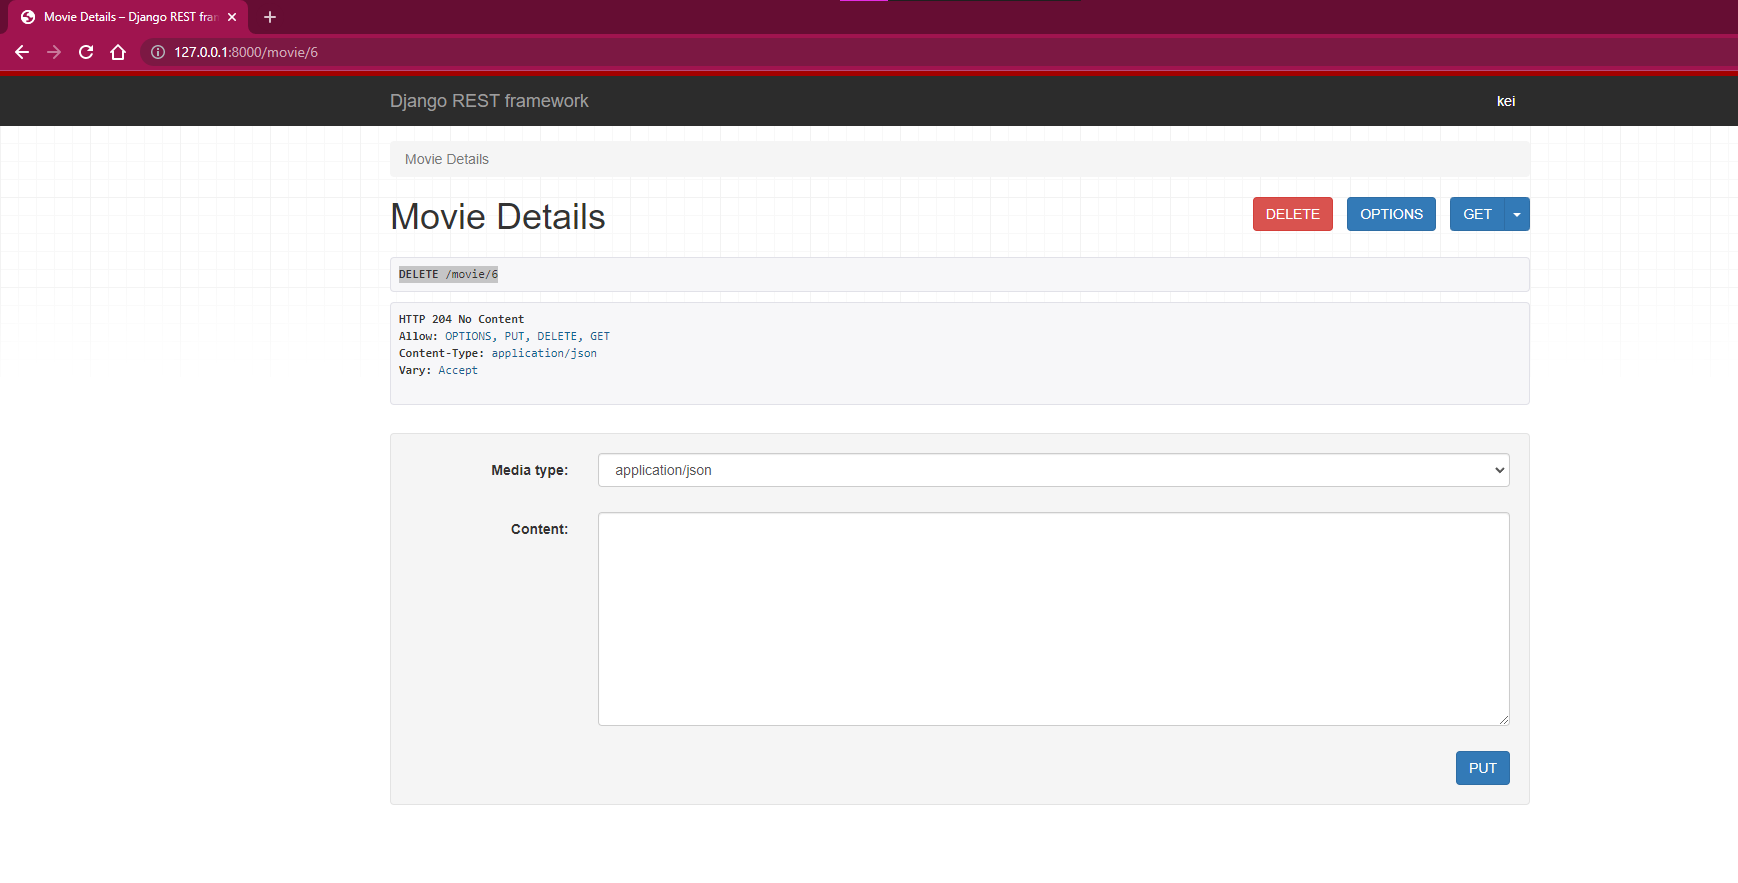 Movie Details – Django REST fran
127.0.0.1:8000/movie/6
Django REST framework
kei
Movie Details
Movie Details
DELETE
OPTIONS
GET
DELETE /movie/6
HTTP 204 No Content
Allow: OPTIONS, PUT, DELETE, GET
Content-Type: application/json
Vary: Accept
Media type:
application/json
Content:
PUT